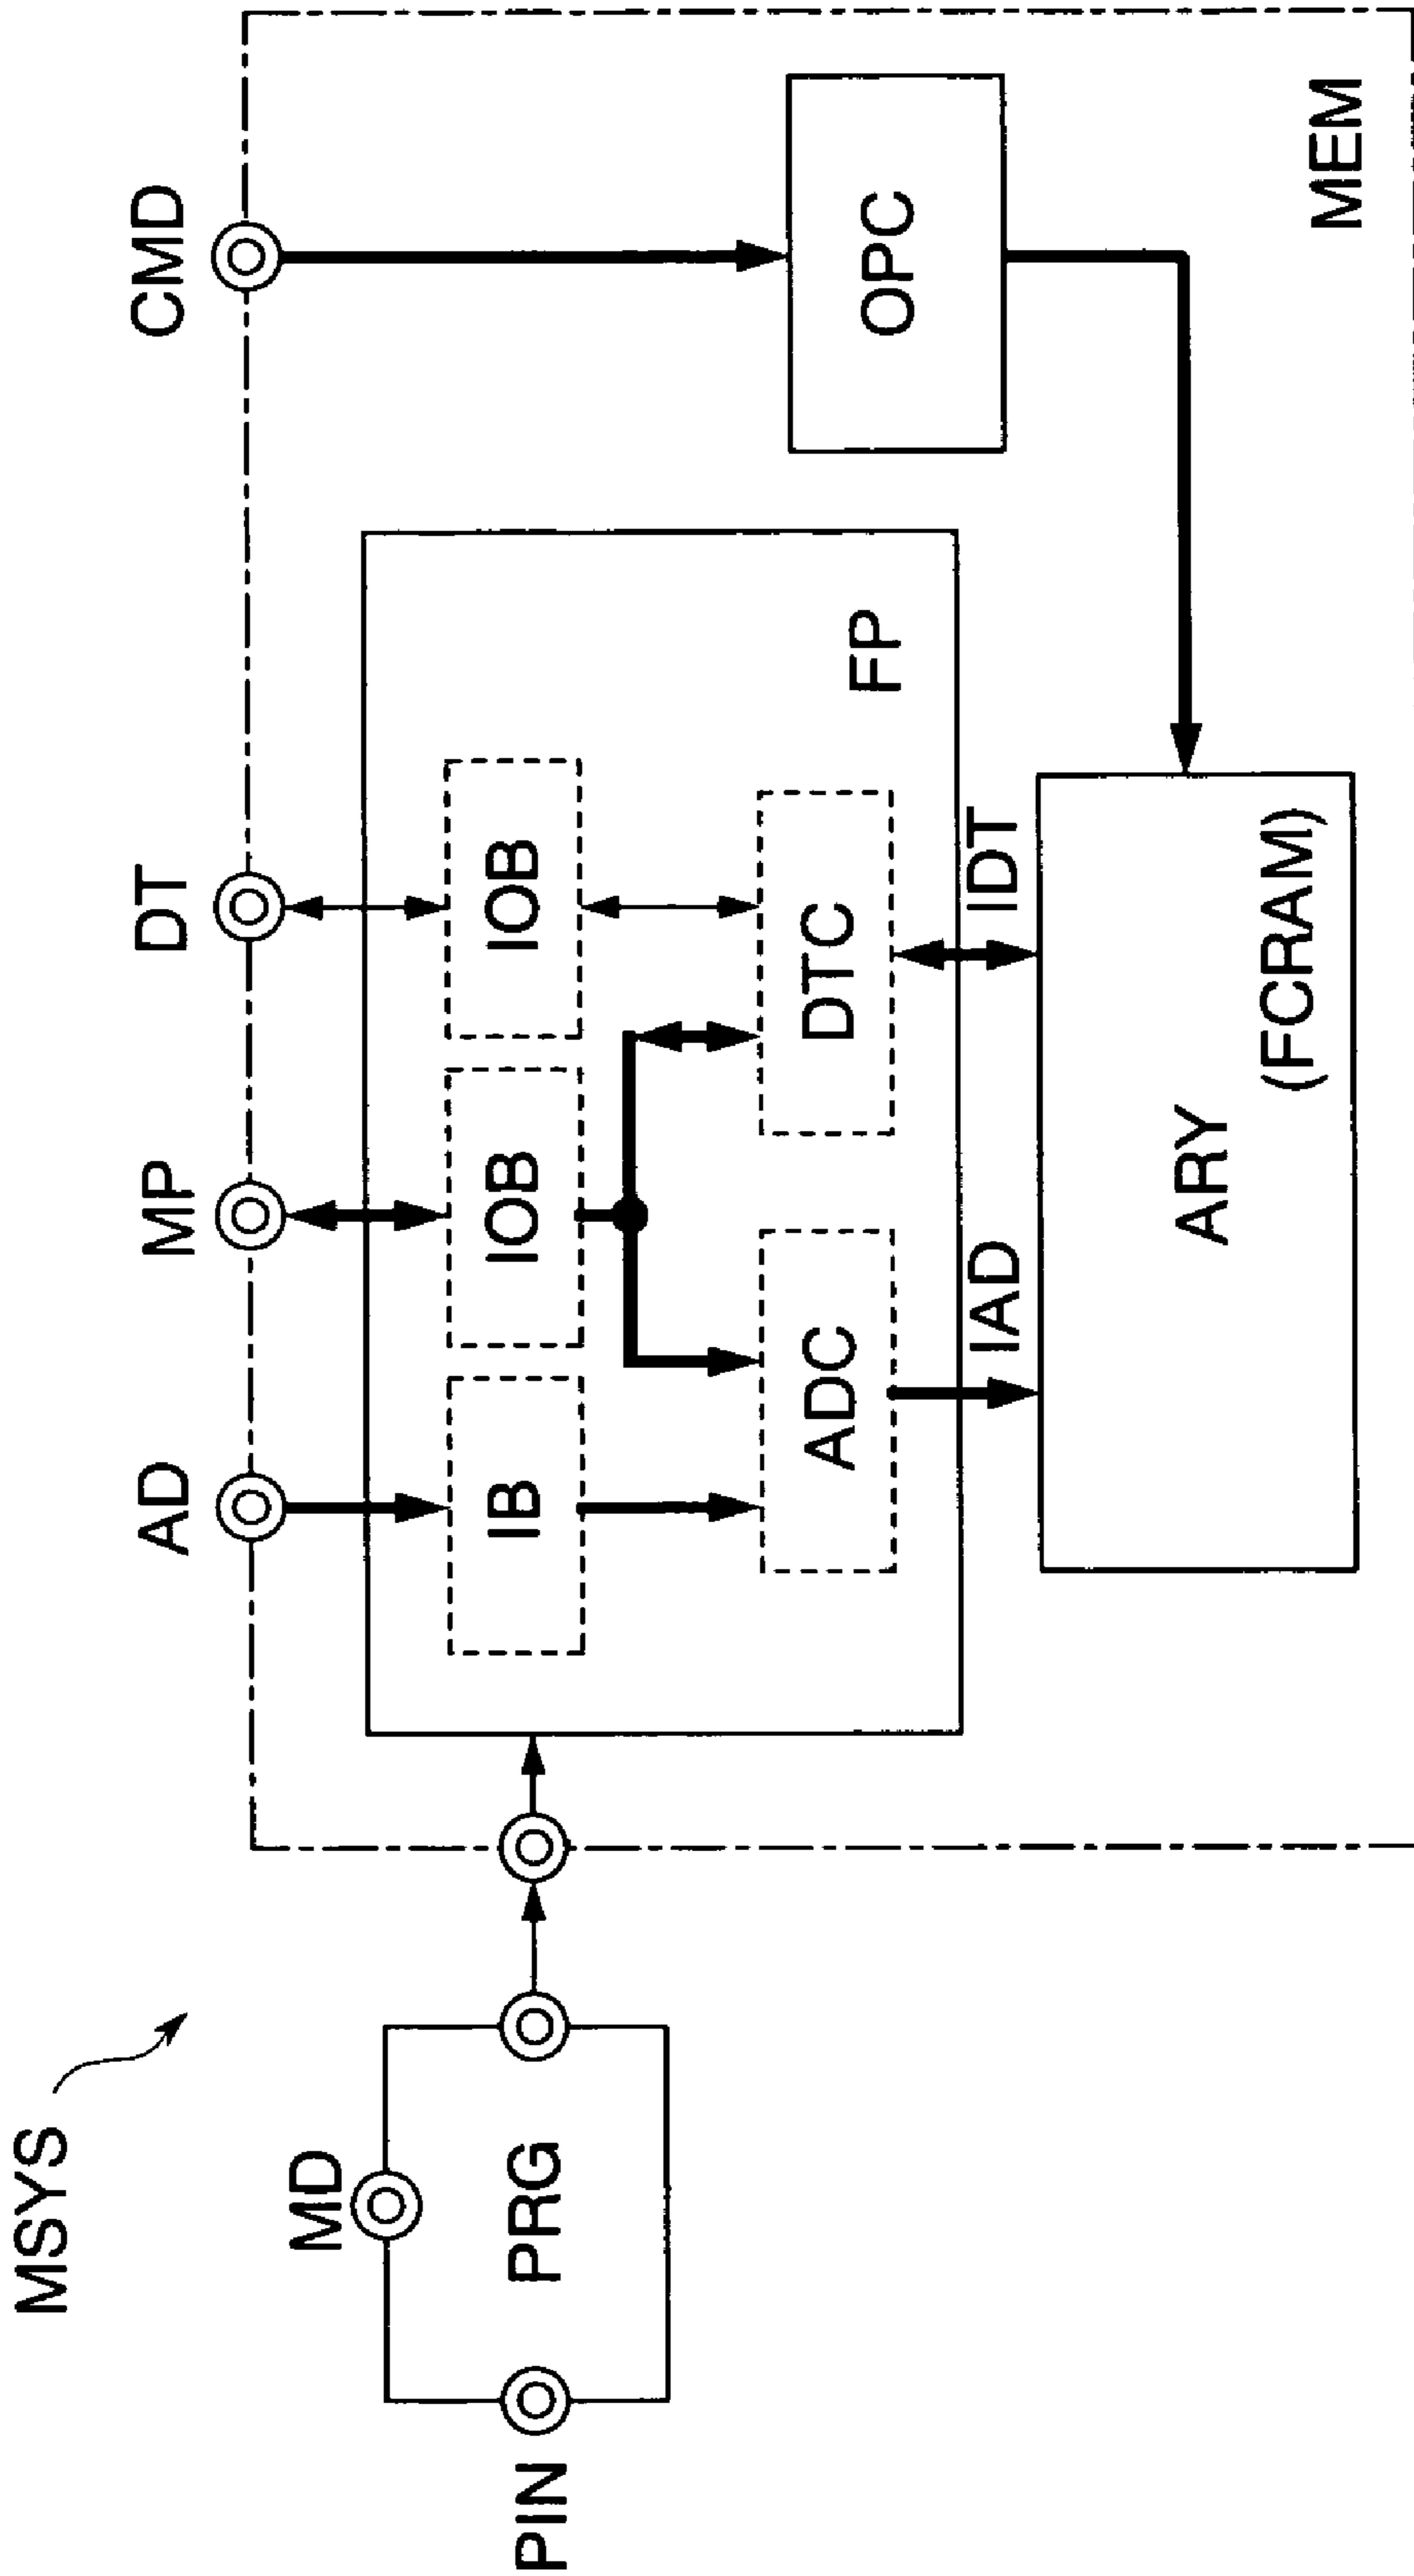 MSYS
MD
PRG
PIN
AD
MP
DT
CMD
IB
IOB
IOB
ADC
DTC
FP
OPC
IAD
IDT
ARY
(FCRAM)
MEM